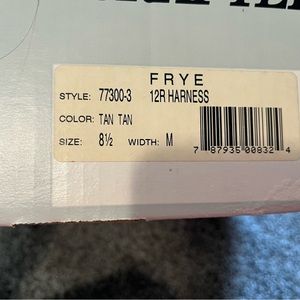 FRYE
STYLE: 77300-3 12R HARNESS
COLOR: TAN TAN
SIZE: 8½ WIDTH: M
7 87935 00832 4